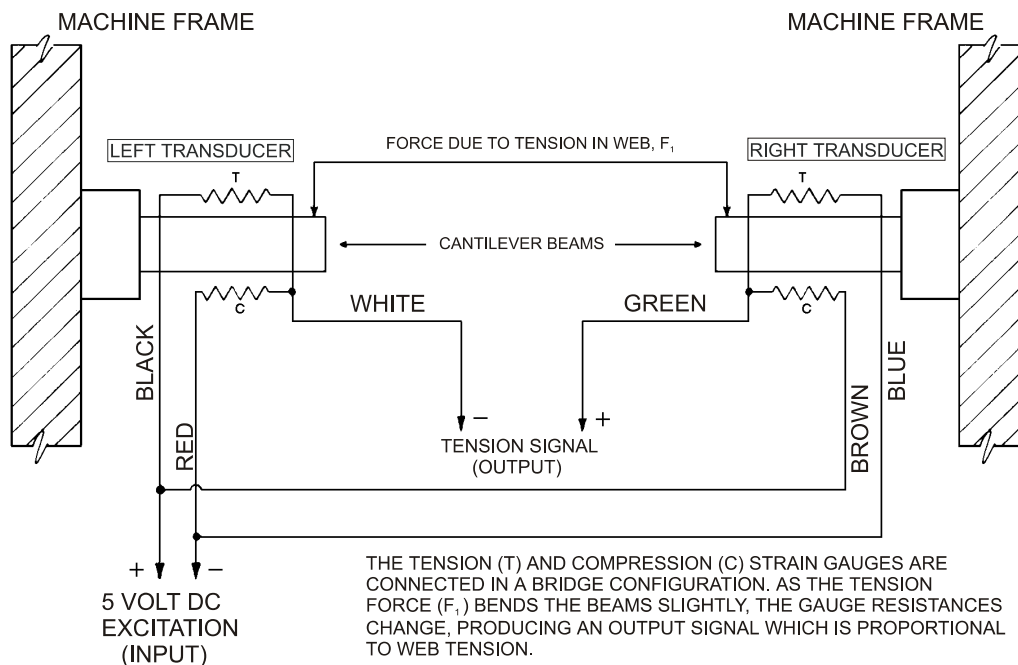 MACHINE FRAME
MACHINE FRAME
LEFT TRANSDUCER
FORCE DUE TO TENSION IN WEB, F₁
RIGHT TRANSDUCER
T
T
CANTILEVER BEAMS
C
C
WHITE
GREEN
BLACK
RED
BROWN
BLUE
− +
TENSION SIGNAL
(OUTPUT)
+ −
5 VOLT DC
EXCITATION
(INPUT)
THE TENSION (T) AND COMPRESSION (C) STRAIN GAUGES ARE
CONNECTED IN A BRIDGE CONFIGURATION. AS THE TENSION
FORCE (F₁) BENDS THE BEAMS SLIGHTLY, THE GAUGE RESISTANCES
CHANGE, PRODUCING AN OUTPUT SIGNAL WHICH IS PROPORTIONAL
TO WEB TENSION.